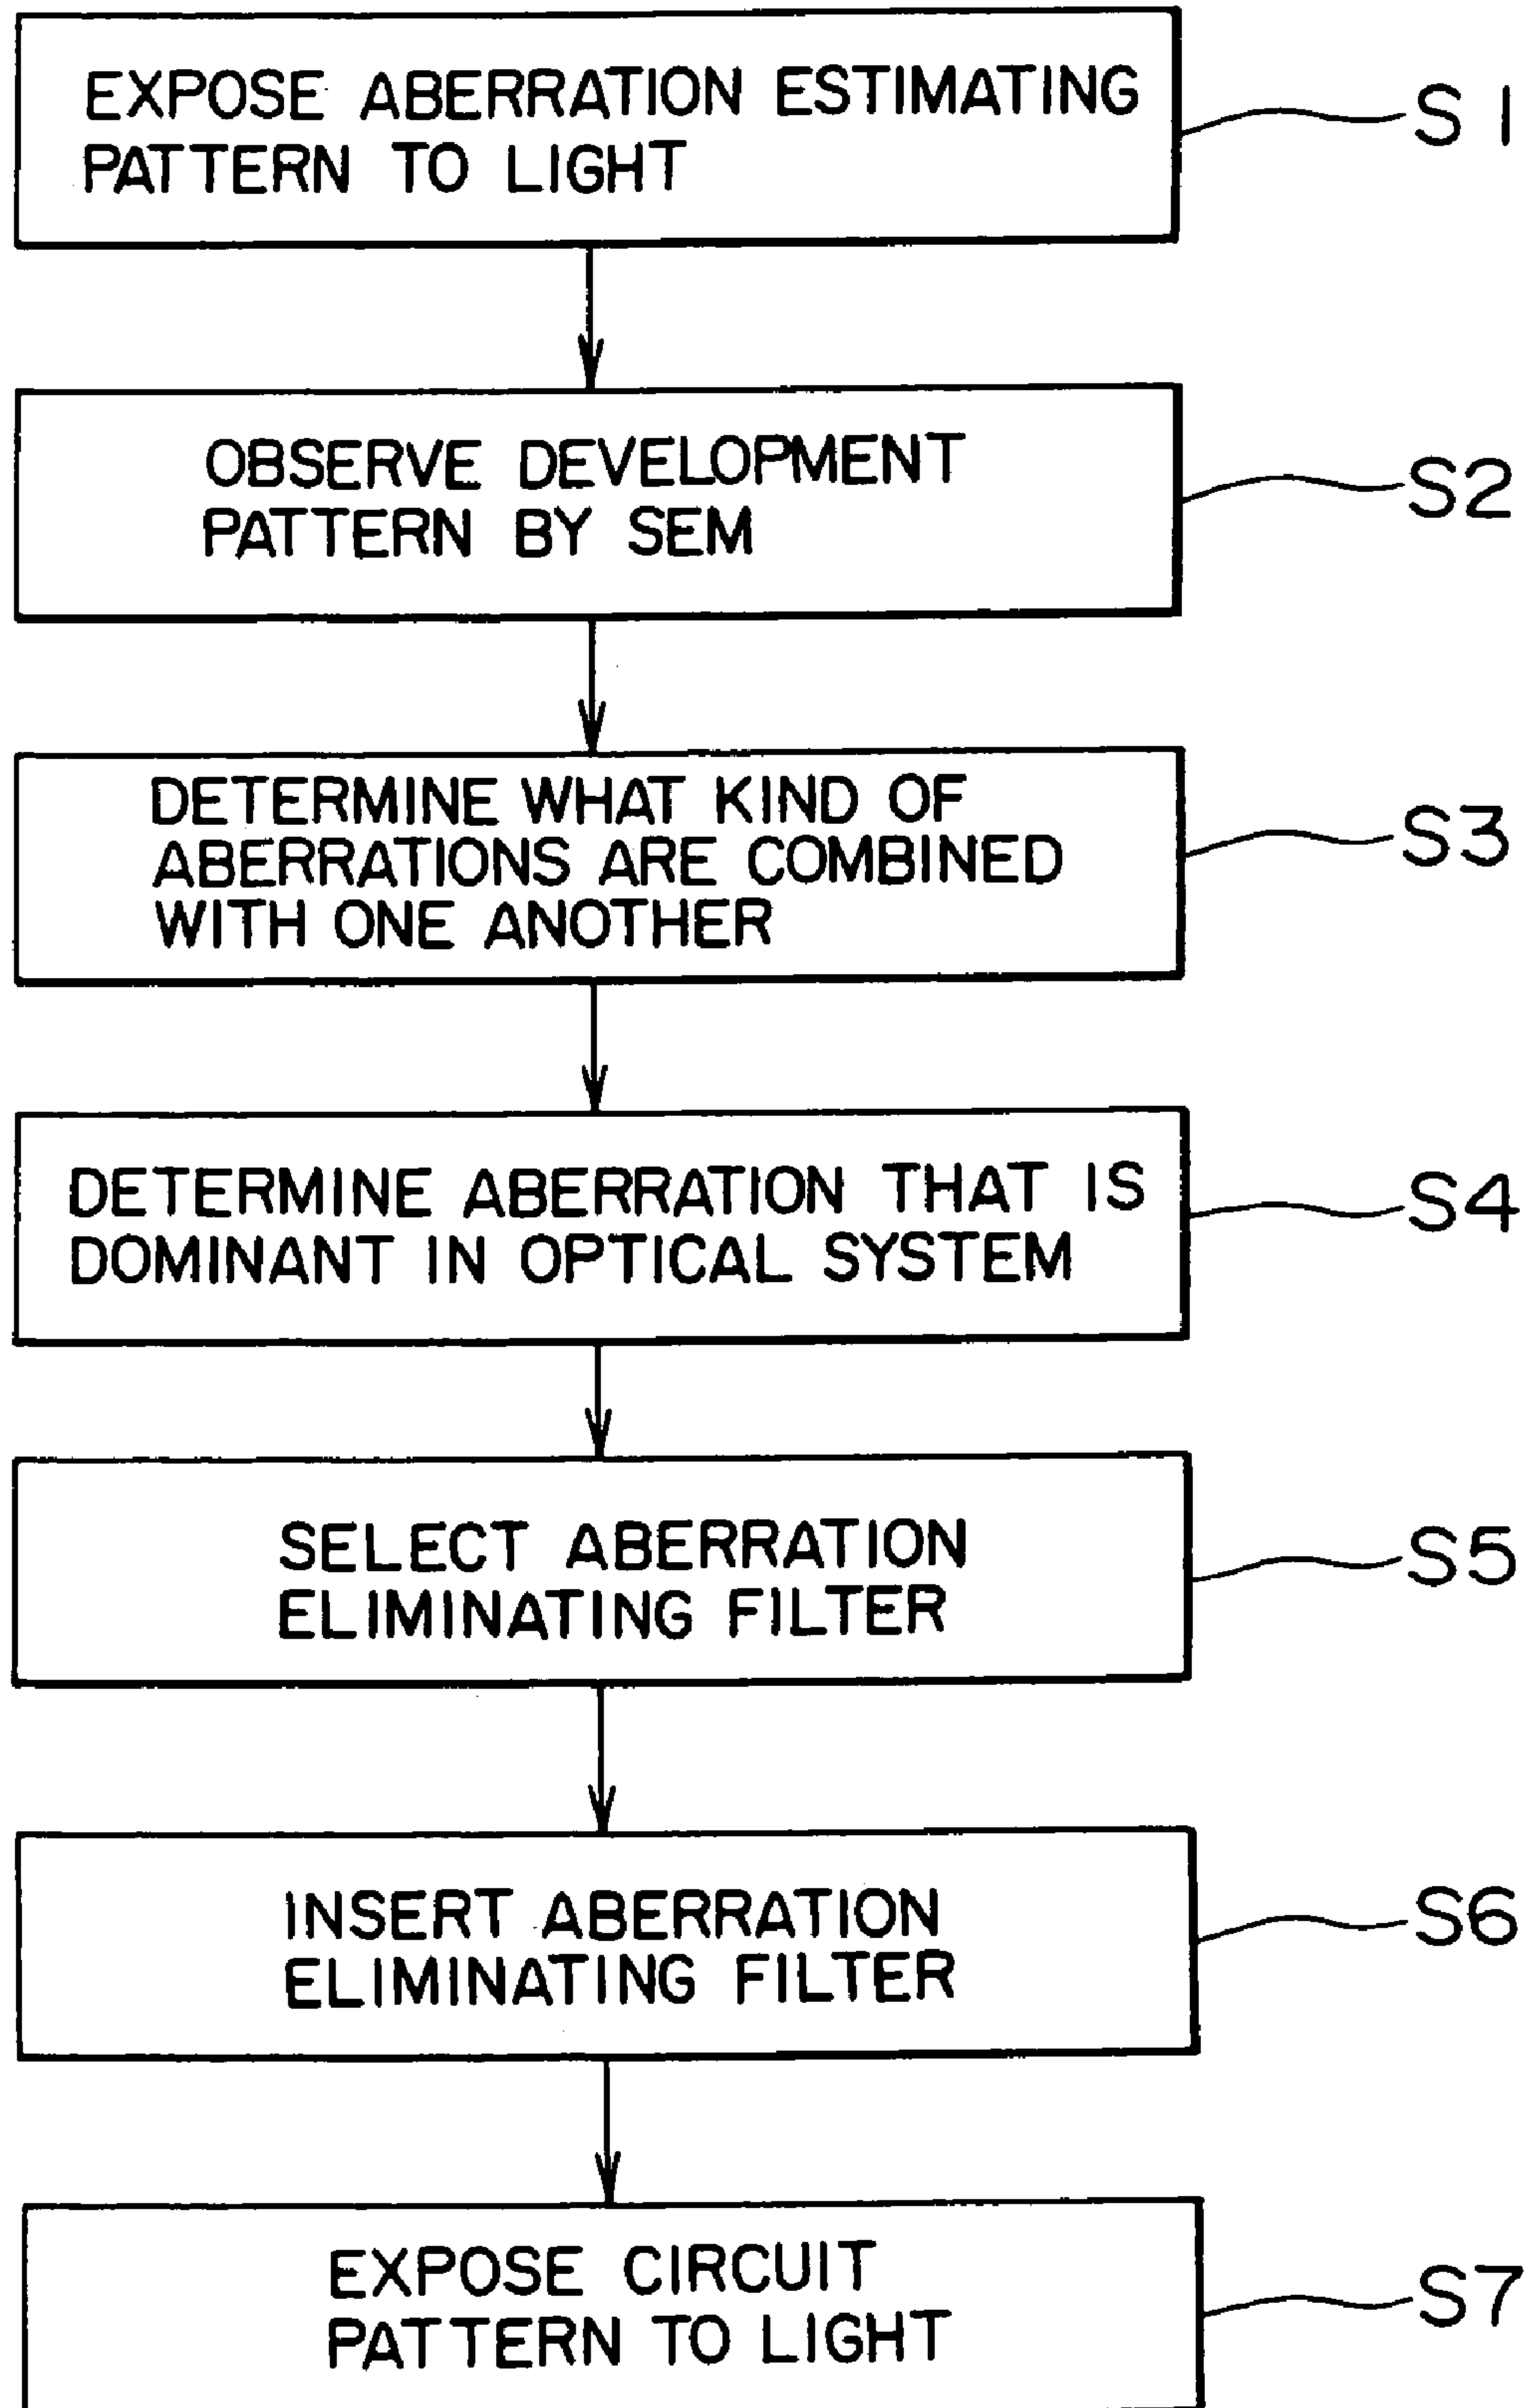 EXPOSE ABERRATION ESTIMATING
PATTERN TO LIGHT
S1
OBSERVE DEVELOPMENT
PATTERN BY SEM
S2
DETERMINE WHAT KIND OF
ABERRATIONS ARE COMBINED
WITH ONE ANOTHER
S3
DETERMINE ABERRATION THAT IS
DOMINANT IN OPTICAL SYSTEM
S4
SELECT ABERRATION
ELIMINATING FILTER
S5
INSERT ABERRATION
ELIMINATING FILTER
S6
EXPOSE CIRCUIT
PATTERN TO LIGHT
S7